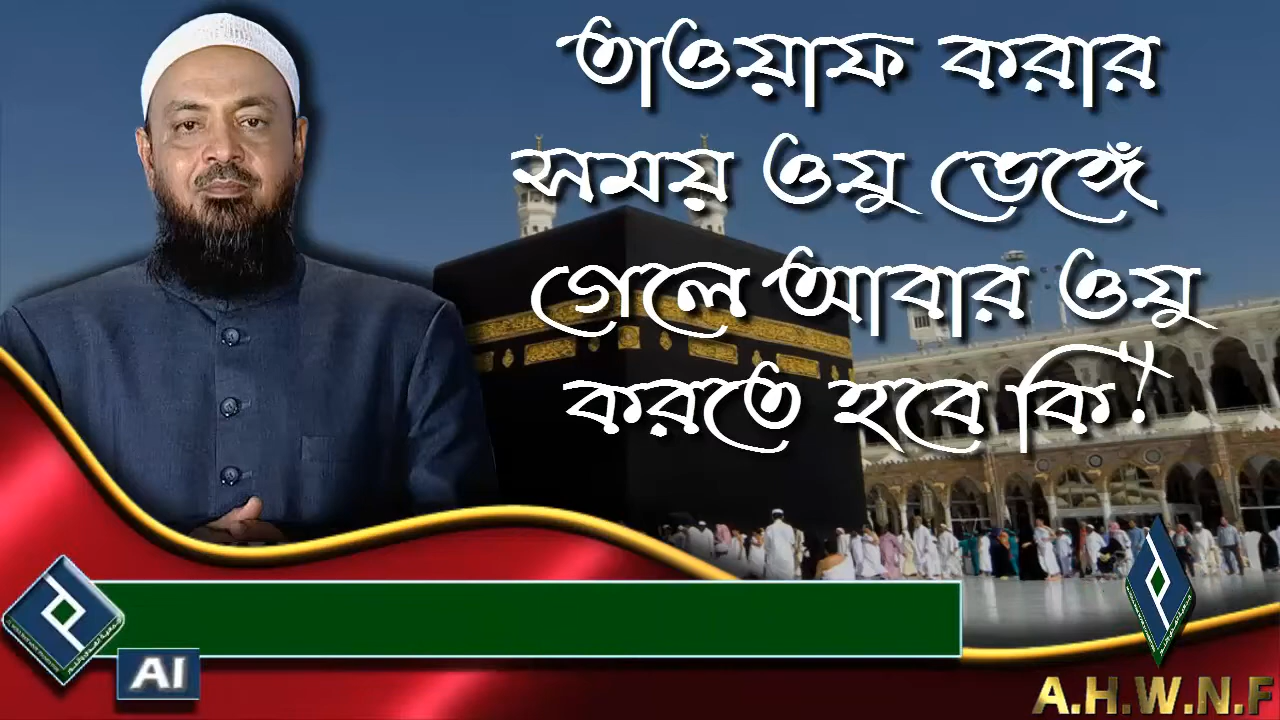 তাওয়াফ করার
সময় ওযু ভেঙ্গেঁ
গেলে আবার ওযু
করতে হবে কি!
AI
A.H.W.N.F